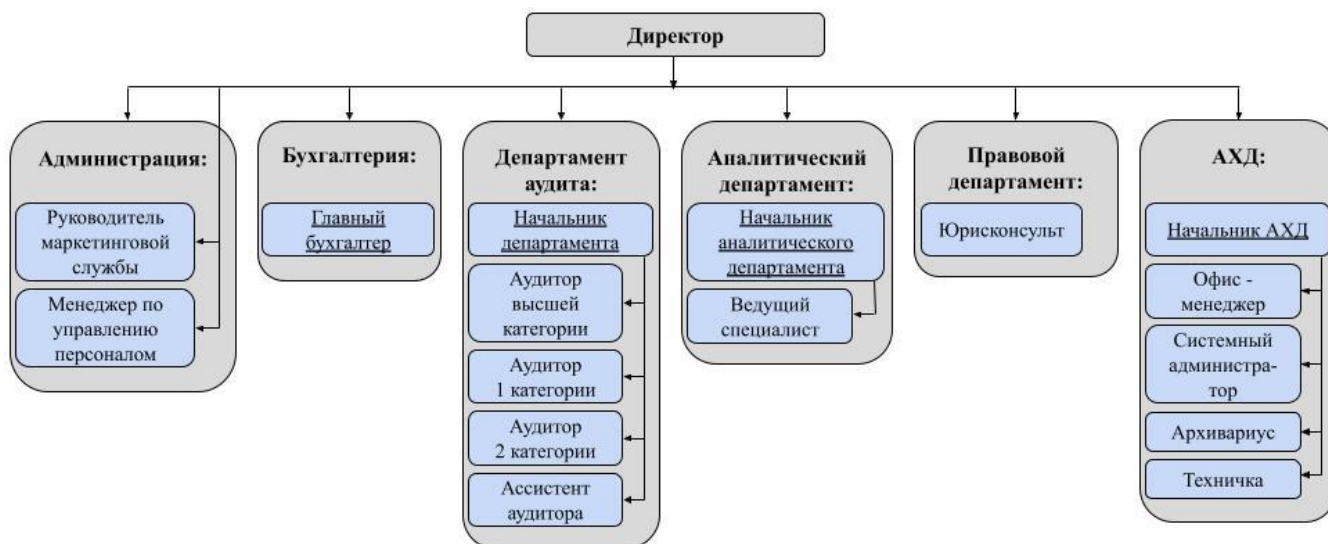 Директор
Администрация:
Руководитель
маркетинговой
службы
Менеджер по
управлению
персоналом
Бухгалтерия:
Главный
бухгалтер
Департамент
аудита:
Начальник
департамента
Аудитор
высшей
категории
Аудитор
1 категории
Аудитор
2 категории
Ассистент
аудитора
Аналитический
департамент:
Начальник
аналитического
департамента
Ведущий
специалист
Правовой
департамент:
Юрисконсульт
АХД:
Начальник АХД
Офис -
менеджер
Системный
администра-
тор
Архивариус
Техничка